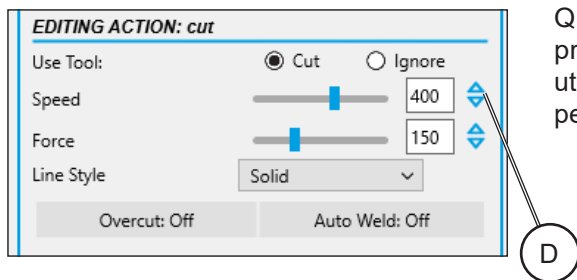 EDITING ACTION: cut
Use Tool: Cut Ignore
Speed 400
Force 150
Line Style Solid
Overcut: Off Auto Weld: Off
D